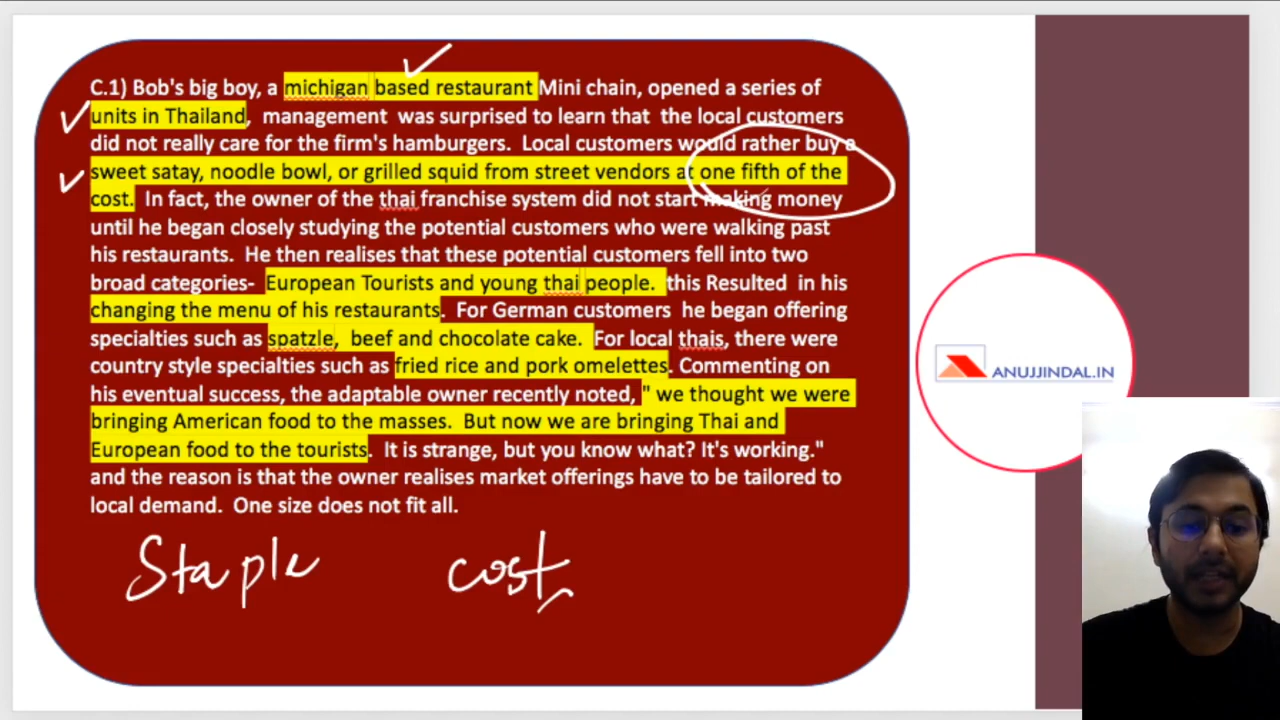 C.1) Bob's big boy, a michigan based restaurant Mini chain, opened a series of
units in Thailand, management was surprised to learn that the local customers
did not really care for the firm's hamburgers. Local customers would rather buy a
sweet satay, noodle bowl, or grilled squid from street vendors at one fifth of the
cost. In fact, the owner of the thai franchise system did not start making money
until he began closely studying the potential customers who were walking past
his restaurants. He then realises that these potential customers fell into two
broad categories- European Tourists and young thai people. this Resulted in his
changing the menu of his restaurants. For German customers he began offering
specialties such as spatzle, beef and chocolate cake. For local thais, there were
country style specialties such as fried rice and pork omelettes. Commenting on
his eventual success, the adaptable owner recently noted, " we thought we were
bringing American food to the masses. But now we are bringing Thai and
European food to the tourists. It is strange, but you know what? It's working."
and the reason is that the owner realises market offerings have to be tailored to
local demand. One size does not fit all.
Staple cost
ANUJJINDAL.IN